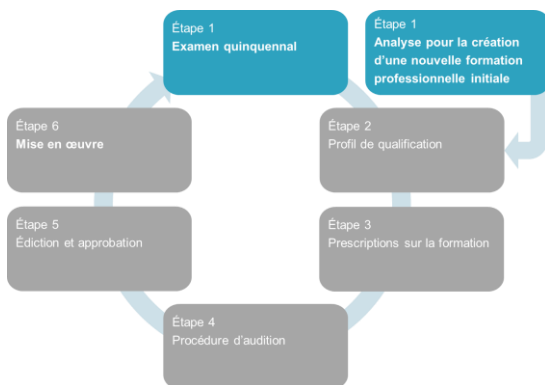 Étape 1
Examen quinquennal
Étape 1
Analyse pour la création
d'une nouvelle formation
professionnelle initiale
Étape 2
Profil de qualification
Étape 3
Prescriptions sur la formation
Étape 4
Procédure d'audition
Étape 5
Édiction et approbation
Étape 6
Mise en œuvre